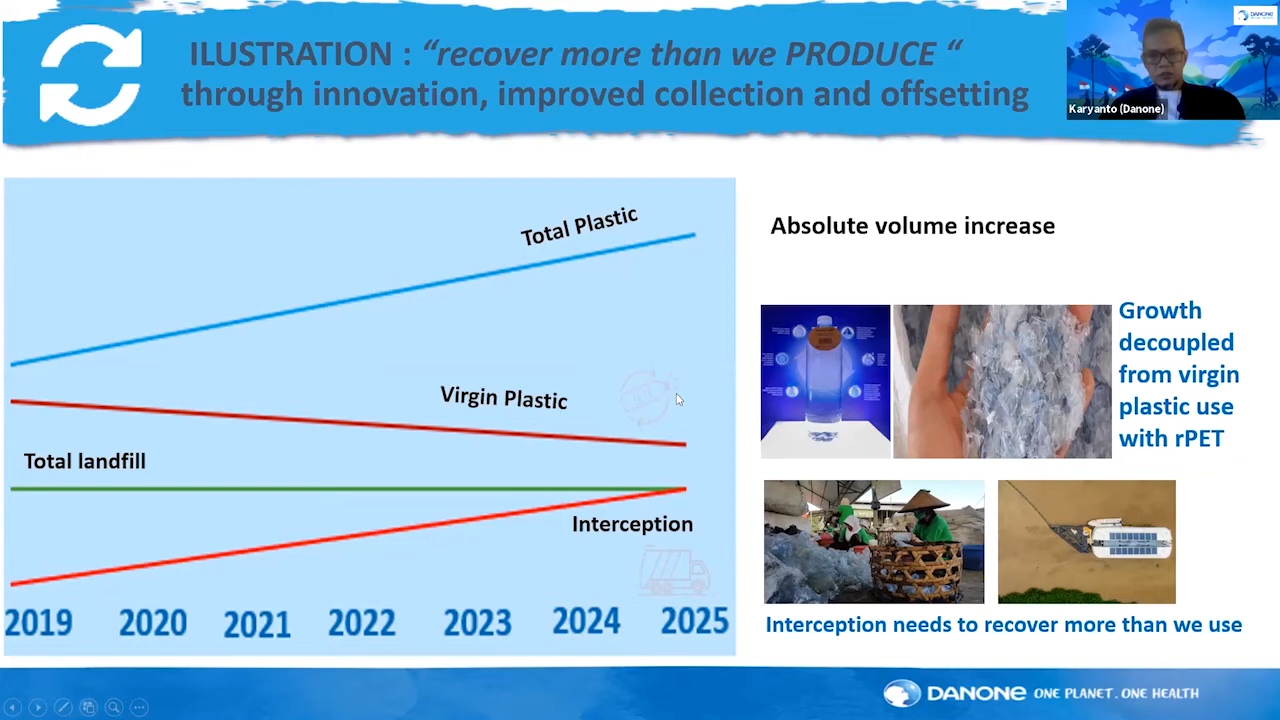 ILUSTRATION : “recover more than we PRODUCE “
through innovation, improved collection and offsetting
DANONE
Karyanto (Danone)
Total Plastic
Virgin Plastic
Total landfill
Interception
2019 2020 2021 2022 2023 2024 2025
Absolute volume increase
Growth
decoupled
from virgin
plastic use
with rPET
Interception needs to recover more than we use
DANONE ONE PLANET. ONE HEALTH